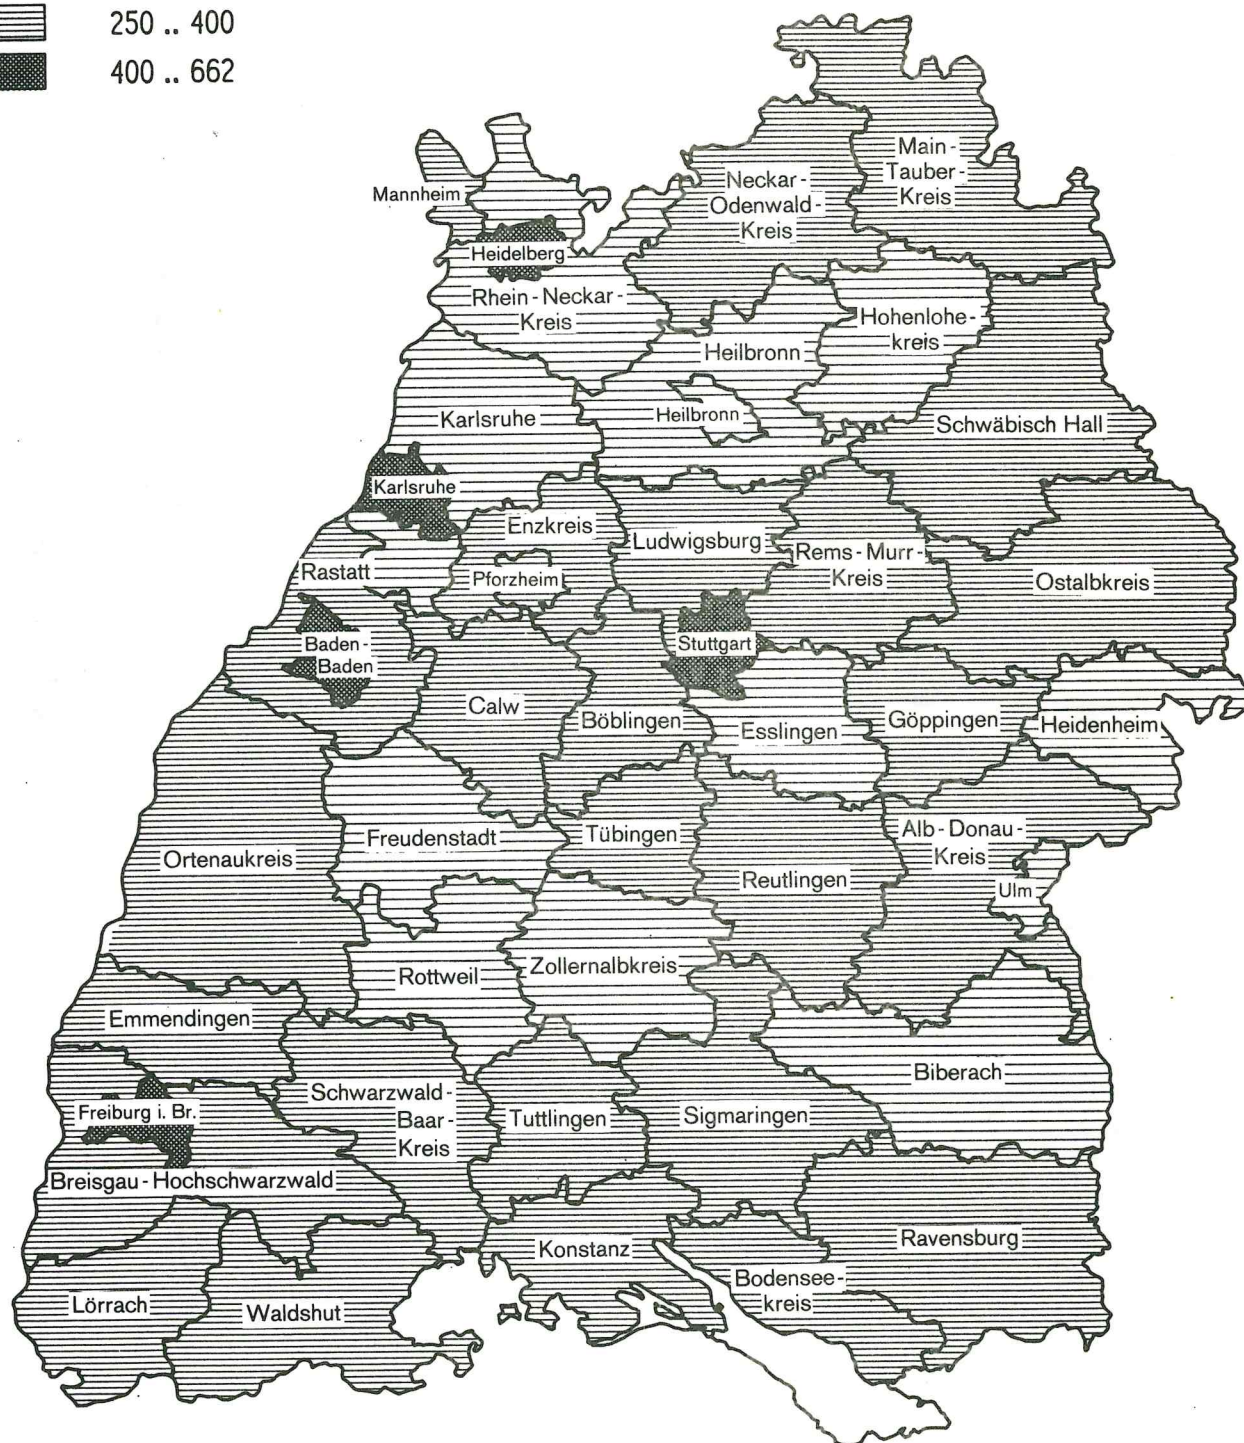 250 .. 400
400 .. 662
Main-
Tauber-
Kreis
Neckar-
Odenwald-
Kreis
Mannheim
Heidelberg
Rhein-Neckar-
Kreis
Hohenlohe-
kreis
Heilbronn
Heilbronn
Karlsruhe
Schwäbisch Hall
Karlsruhe
Enzkreis
Ludwigsburg
Rems-Murr-
Kreis
Rastatt
Pforzheim
Ostalbkreis
Baden-
Baden
Stuttgart
Calw
Böblingen
Esslingen
Göppingen
Heidenheim
Freudenstadt
Tübingen
Alb-Donau-
Kreis
Ortenaukreis
Reutlingen
Ulm
Rottweil
Zollernalbkreis
Emmendingen
Biberach
Schwarzwald-
Baar-
Kreis
Freiburg i. Br.
Tuttlingen
Sigmaringen
Breisgau-Hochschwarzwald
Konstanz
Ravensburg
Bodensee-
kreis
Lörrach
Waldshut